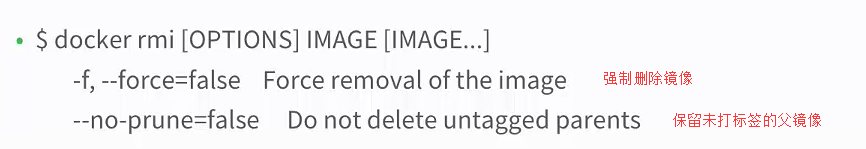 • $ docker rmi [OPTIONS] IMAGE [IMAGE...]
-f, --force=false Force removal of the image 强制删除镜像
--no-prune=false Do not delete untagged parents 保留未打标签的父镜像